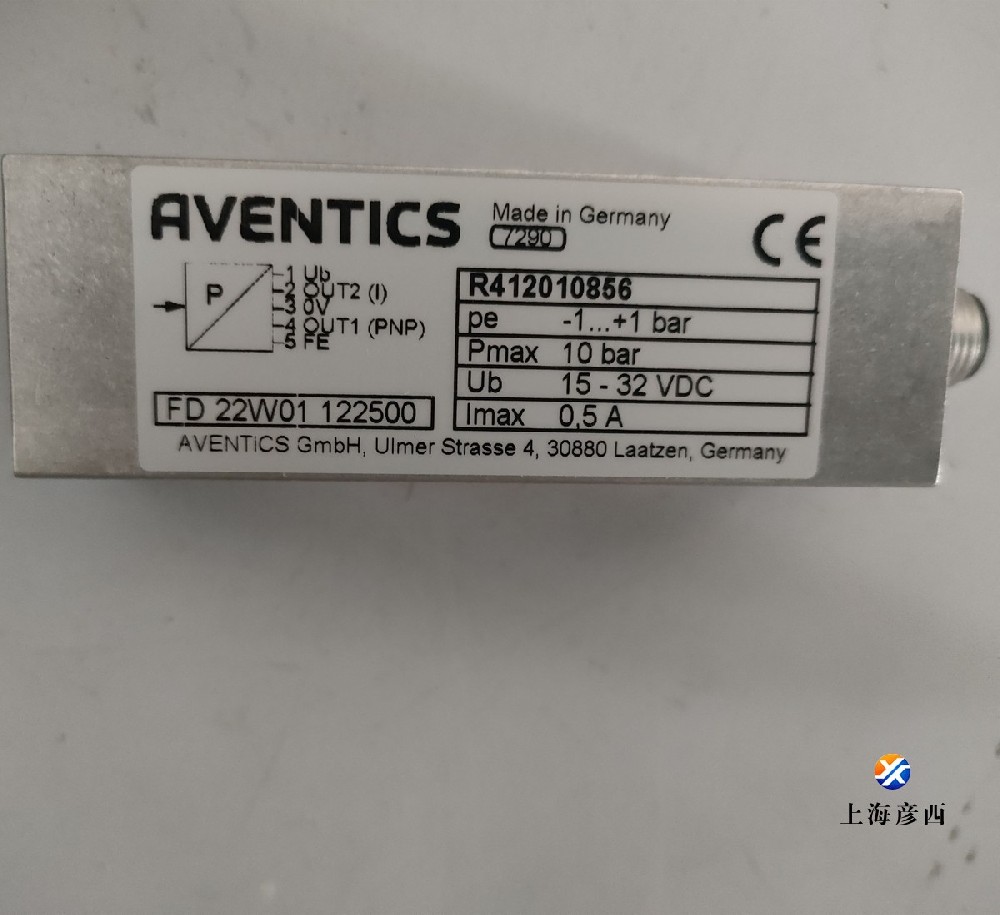 AVENTICS
Made in Germany
7290
CE
P
1 Ub
2 OUT2 (I)
3 0V
4 OUT1 (PNP)
5 FE
R412010856
pe -1...+1 bar
Pmax 10 bar
Ub 15 - 32 VDC
Imax 0,5 A
FD 22W01 122500
AVENTICS GmbH, Ulmer Strasse 4, 30880 Laatzen, Germany
上海彦西